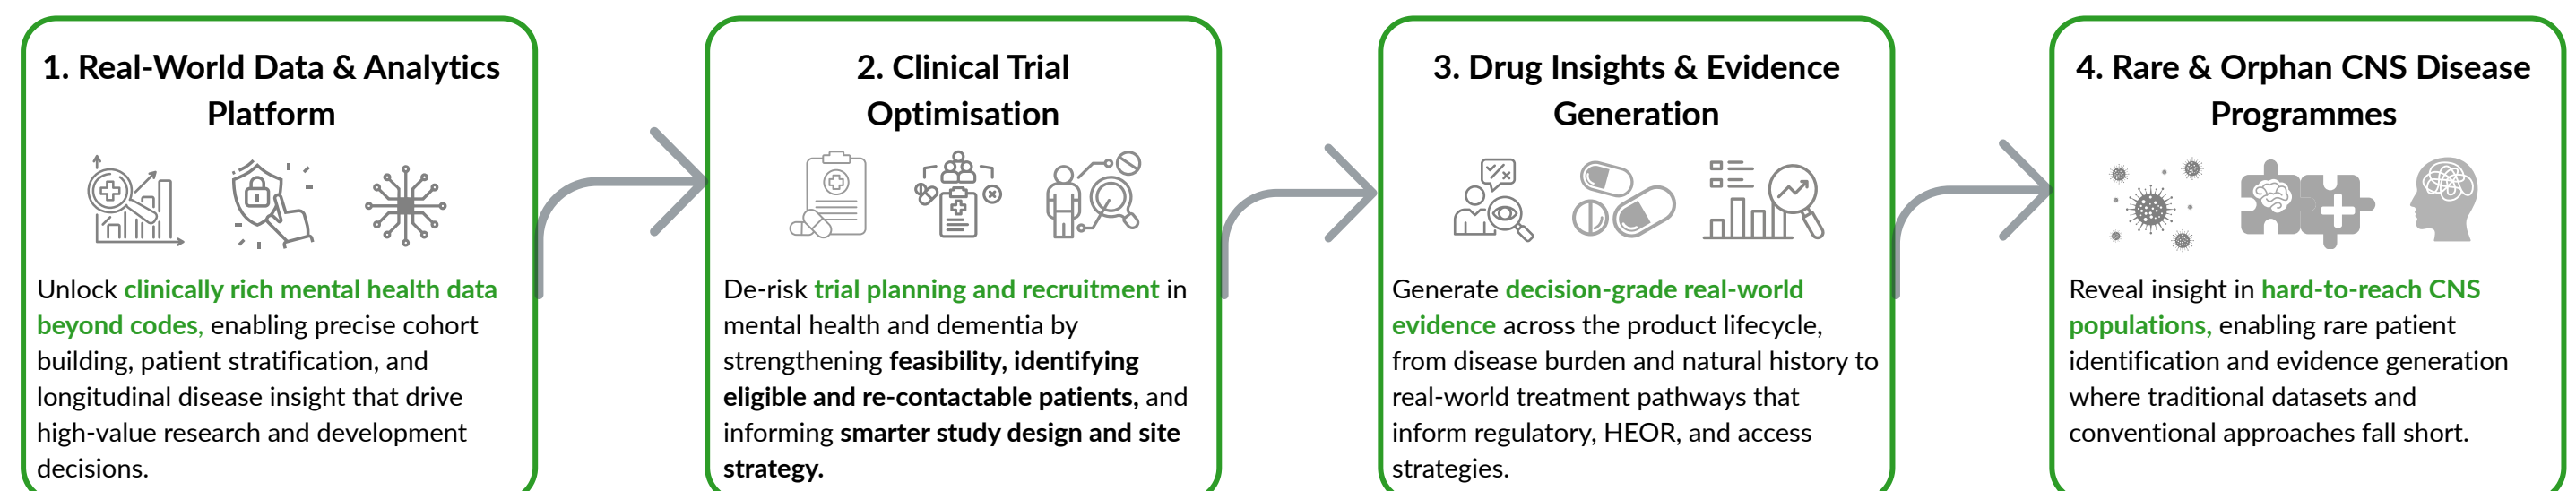 1. Real-World Data & Analytics
Platform
Unlock clinically rich mental health data
beyond codes, enabling precise cohort
building, patient stratification, and
longitudinal disease insight that drive
high-value research and development
decisions.
2. Clinical Trial
Optimisation
De-risk trial planning and recruitment in
mental health and dementia by
strengthening feasibility, identifying
eligible and re-contactable patients, and
informing smarter study design and site
strategy.
3. Drug Insights & Evidence
Generation
Generate decision-grade real-world
evidence across the product lifecycle,
from disease burden and natural history to
real-world treatment pathways that
inform regulatory, HEOR, and access
strategies.
4. Rare & Orphan CNS Disease
Programmes
Reveal insight in hard-to-reach CNS
populations, enabling rare patient
identification and evidence generation
where traditional datasets and
conventional approaches fall short.